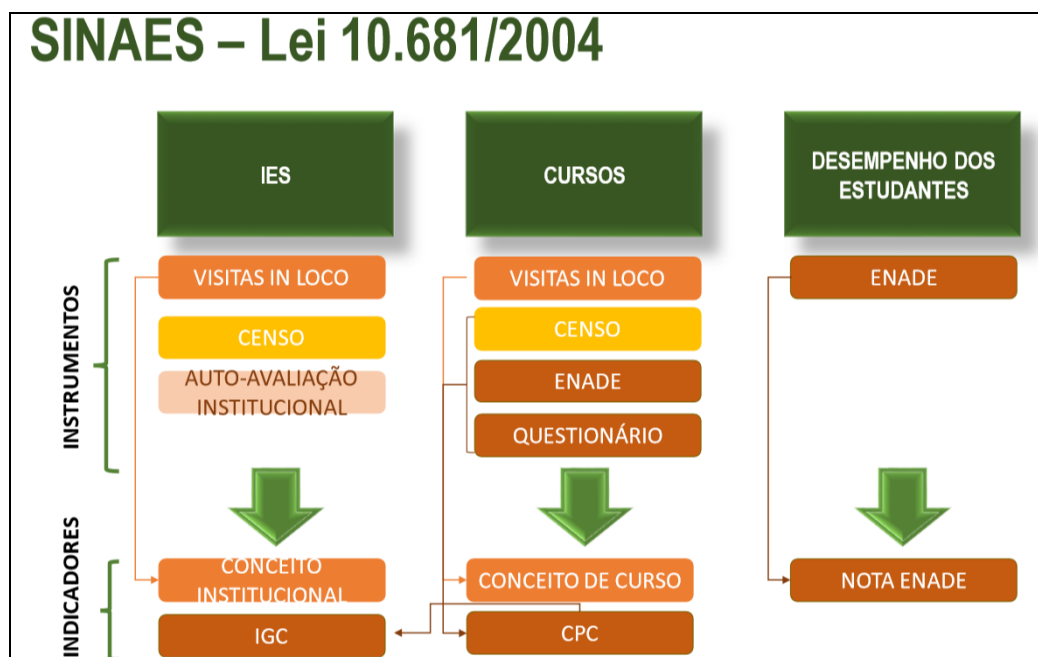 SINAES – Lei 10.681/2004
IES
CURSOS
DESEMPENHO DOS
ESTUDANTES
INSTRUMENTOS
VISITAS IN LOCO
CENSO
AUTO-AVALIAÇÃO
INSTITUCIONAL
VISITAS IN LOCO
CENSO
ENADE
QUESTIONÁRIO
ENADE
INDICADORES
CONCEITO
INSTITUCIONAL
IGC
CONCEITO DE CURSO
CPC
NOTA ENADE